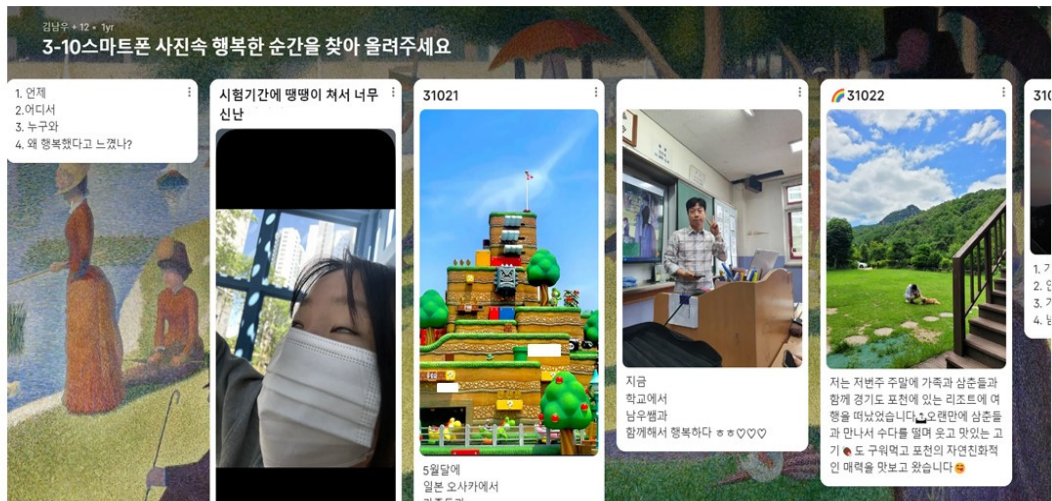 김남우 + 12 • 1yr
3-10스마트폰 사진속 행복한 순간을 찾아 올려주세요
1. 언제
2.어디서
3. 누구와
4. 왜 행복했다고 느꼈나?
시험기간에 땡땡이 쳐서 너무
신난
31021
5월달에
일본 오사카에서
지금
학교에서
남우쌤과
함께해서 행복하다 ㅎㅎ♡♡♡
🌈31022
저는 저번주 주말에 가족과 삼춘들과
함께 경기도 포천에 있는 리조트에 여
행을 떠났었습니다 오랜만에 삼춘들
과 만나서 수다를 떨며 웃고 맛있는 고
기 🍖 도 구워먹고 포천의 자연친화적
인 매력을 맛보고 왔습니다😋
1.
2.
3.
4.